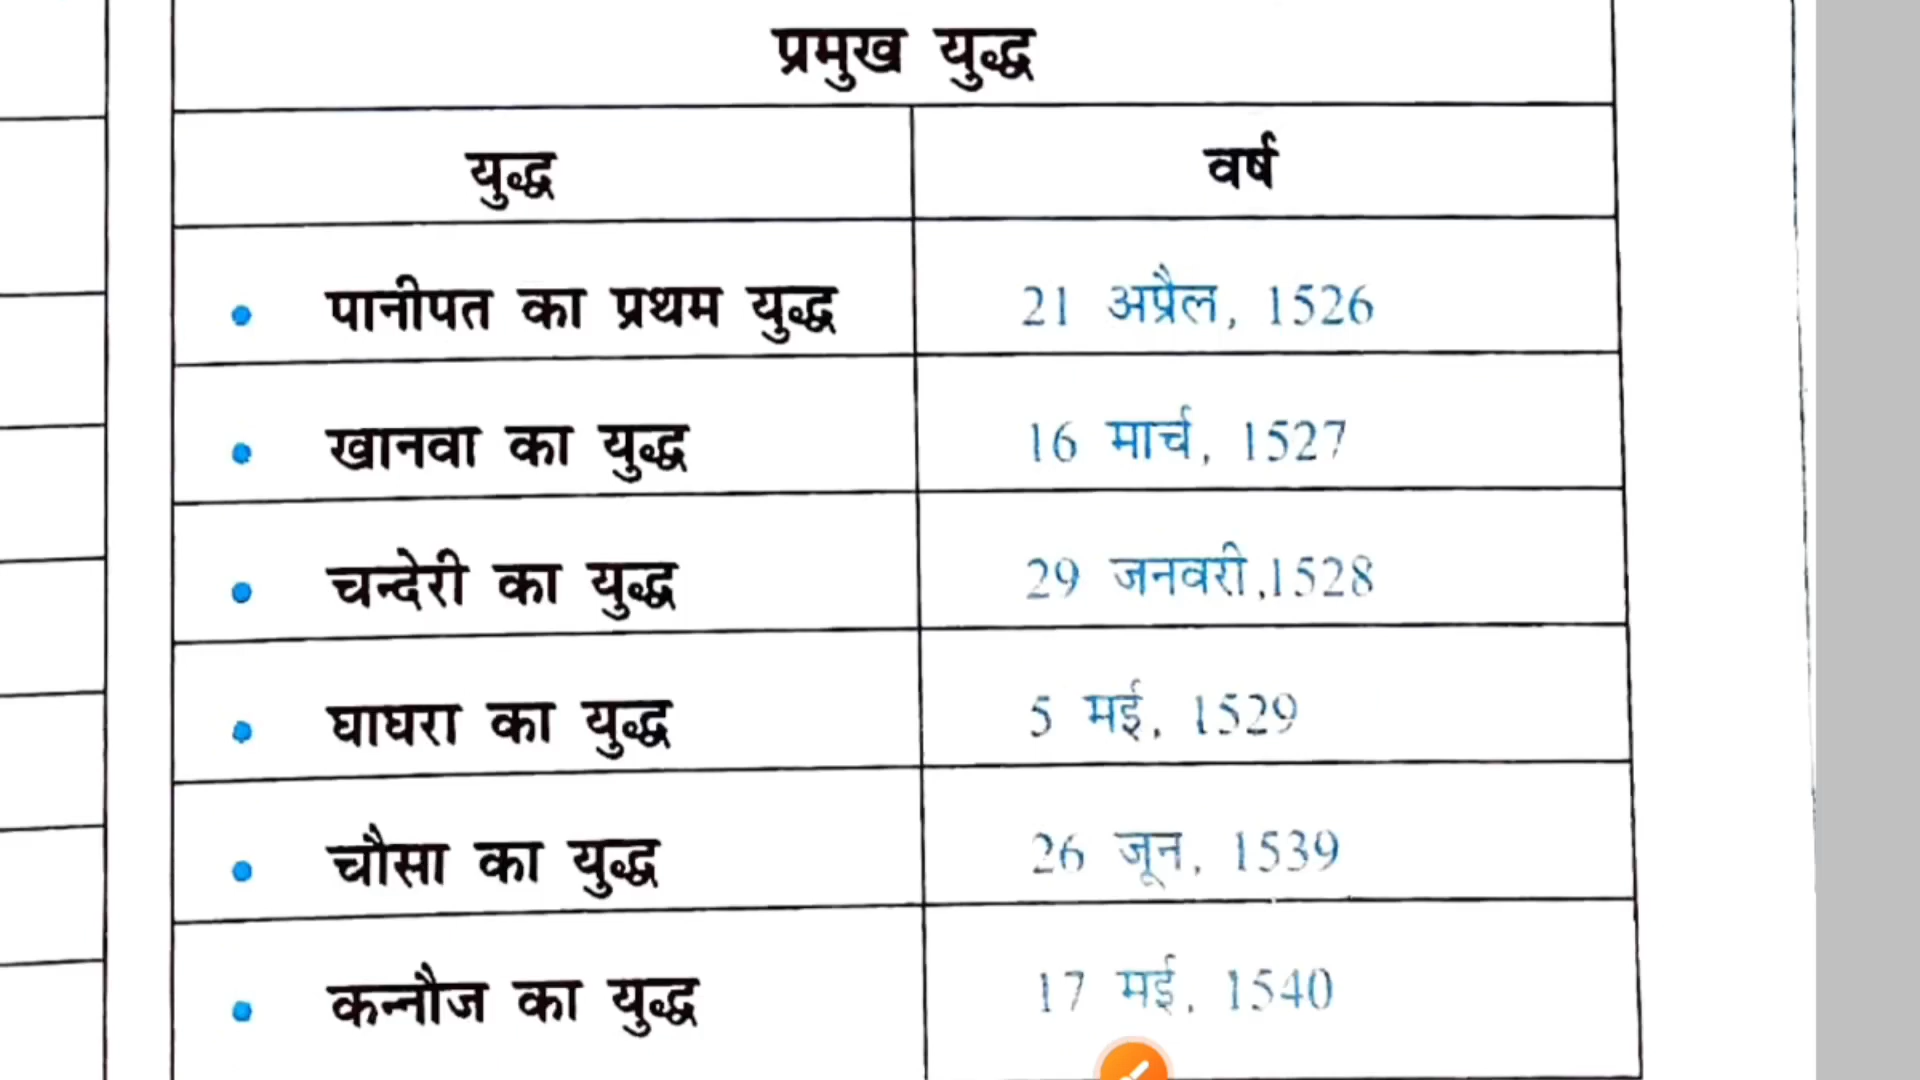 प्रमुख युद्ध
युद्ध वर्ष
• पानीपत का प्रथम युद्ध 21 अप्रैल, 1526
• खानवा का युद्ध 16 मार्च, 1527
• चन्देरी का युद्ध 29 जनवरी,1528
• घाघरा का युद्ध 5 मई, 1529
• चौसा का युद्ध 26 जून, 1539
• कन्नौज का युद्ध 17 मई, 1540